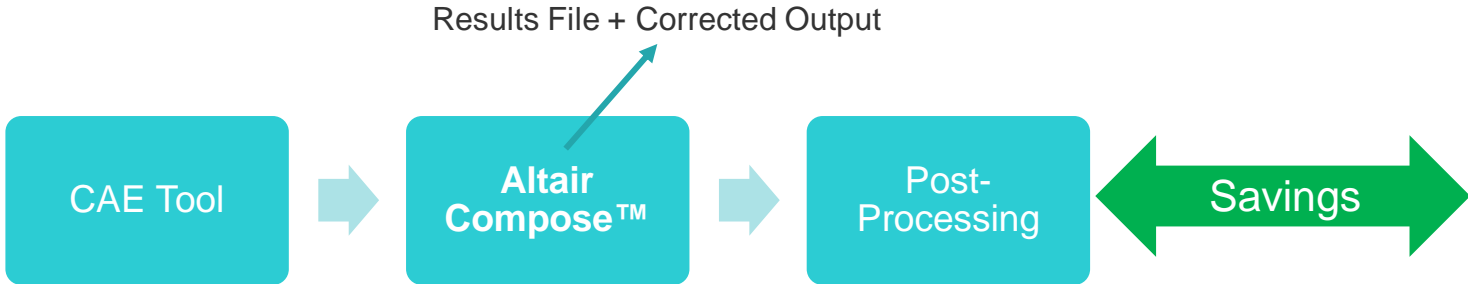 Results File + Corrected Output
CAE Tool
Altair
Compose™
Post-
Processing
Savings